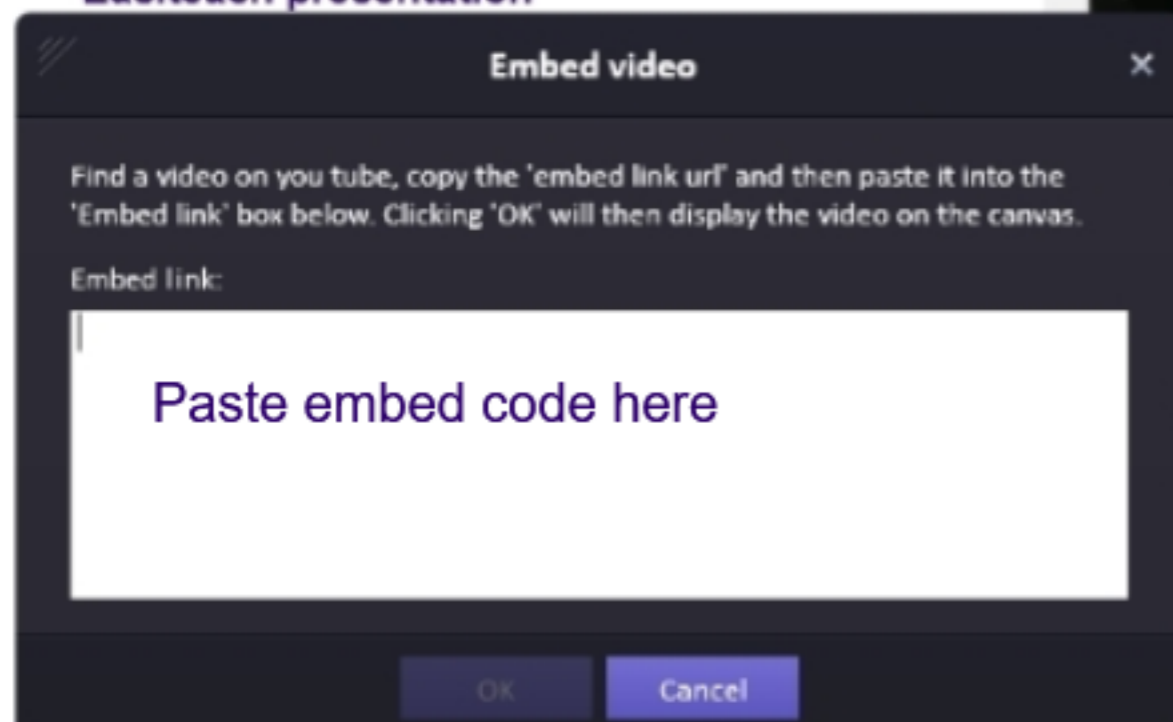 presentation
Embed video
Find a video on you tube, copy the 'embed link url' and then paste it into the
'Embed link' box below. Clicking 'OK' will then display the video on the canvas.
Embed link:
Paste embed code here
OK
Cancel